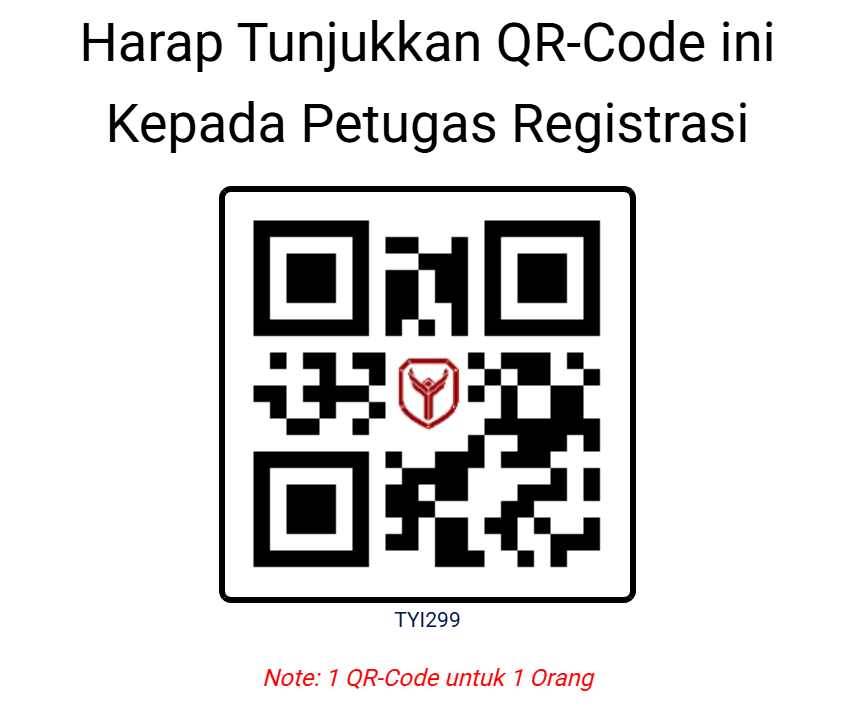 Harap Tunjukkan QR-Code ini
Kepada Petugas Registrasi
TYI299
Note: 1 QR-Code untuk 1 Orang